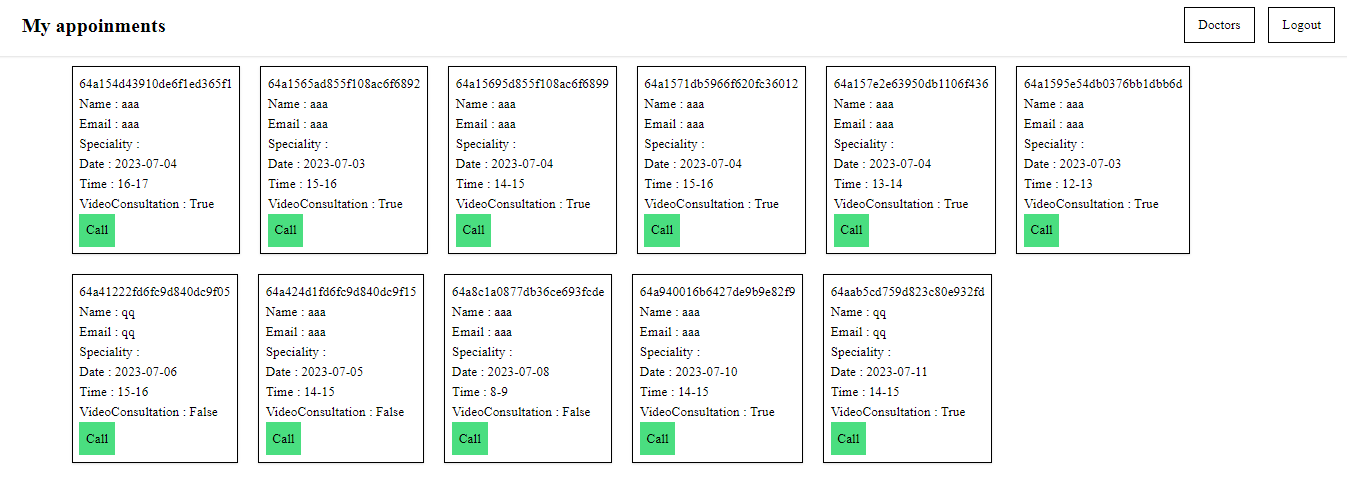 My appoinments
Doctors
Logout
64a154d43910de6f1ed365f1
Name : aaa
Email : aaa
Speciality :
Date : 2023-07-04
Time : 16-17
VideoConsultation : True
Call
64a1565ad855f108ac6f6892
Name : aaa
Email : aaa
Speciality :
Date : 2023-07-03
Time : 15-16
VideoConsultation : True
Call
64a15695d855f108ac6f6899
Name : aaa
Email : aaa
Speciality :
Date : 2023-07-04
Time : 14-15
VideoConsultation : True
Call
64a1571db5966f620fc36012
Name : aaa
Email : aaa
Speciality :
Date : 2023-07-04
Time : 15-16
VideoConsultation : True
Call
64a157e2e63950db1106f436
Name : aaa
Email : aaa
Speciality :
Date : 2023-07-04
Time : 13-14
VideoConsultation : True
Call
64a1595e54db0376bb1dbb6d
Name : aaa
Email : aaa
Speciality :
Date : 2023-07-03
Time : 12-13
VideoConsultation : True
Call
64a41222fd6fc9d840dc9f05
Name : qq
Email : qq
Speciality :
Date : 2023-07-06
Time : 15-16
VideoConsultation : False
Call
64a424d1fd6fc9d840dc9f15
Name : aaa
Email : aaa
Speciality :
Date : 2023-07-05
Time : 14-15
VideoConsultation : False
Call
64a8c1a0877db36ce693fcde
Name : aaa
Email : aaa
Speciality :
Date : 2023-07-08
Time : 8-9
VideoConsultation : False
Call
64a940016b6427de9b9e82f9
Name : aaa
Email : aaa
Speciality :
Date : 2023-07-10
Time : 14-15
VideoConsultation : True
Call
64aab5cd759d823c80e932fd
Name : qq
Email : qq
Speciality :
Date : 2023-07-11
Time : 14-15
VideoConsultation : True
Call